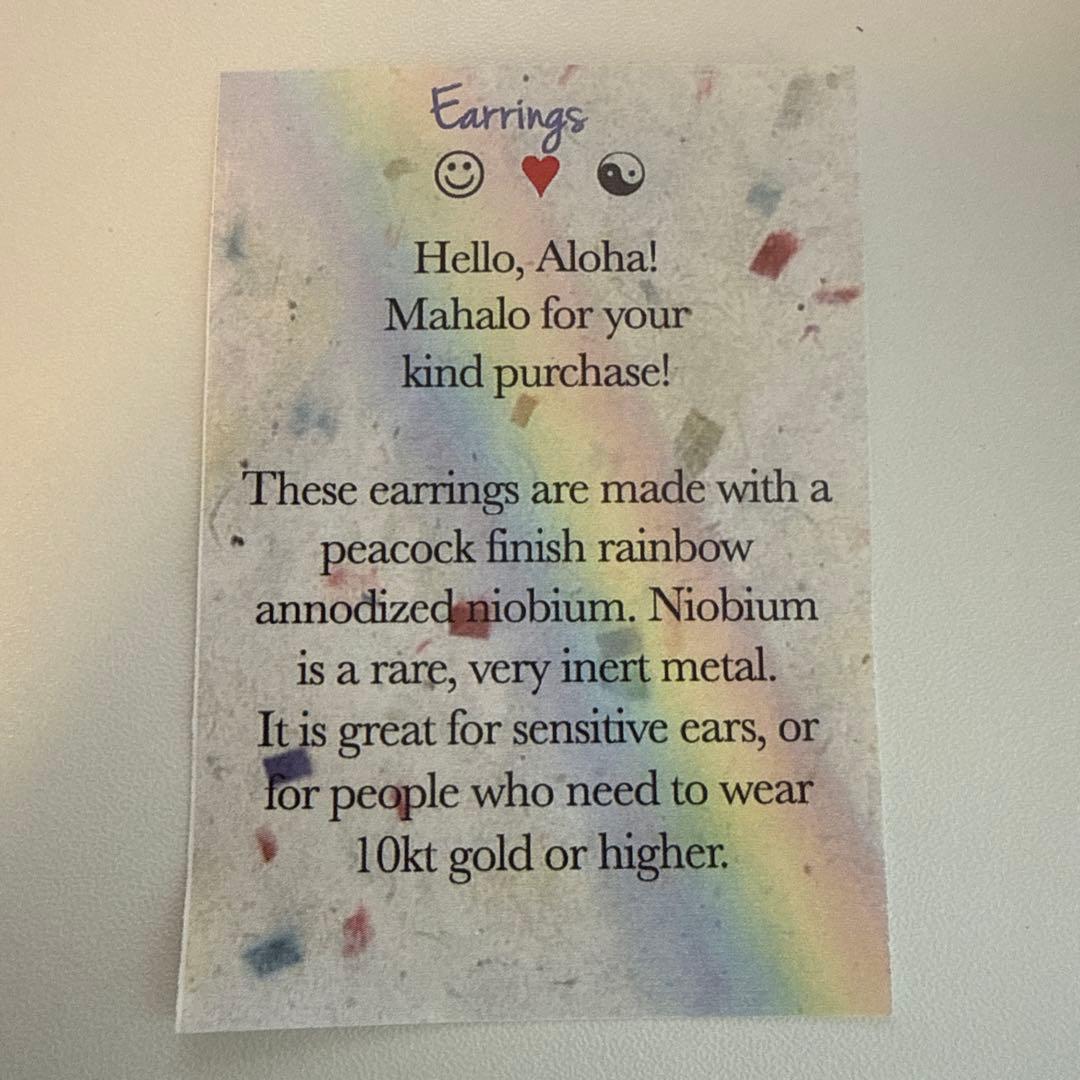 Earrings
Hello, Aloha!
Mahalo for your
kind purchase!
These earrings are made with a
peacock finish rainbow
annodized niobium. Niobium
is a rare, very inert metal.
It is great for sensitive ears, or
for people who need to wear
10kt gold or higher.